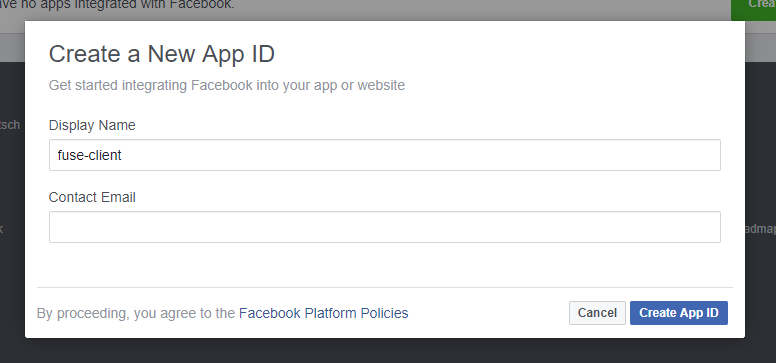 ve no apps integrated with Facebook.
Crea
Create a New App ID
Get started integrating Facebook into your app or website
Display Name
fuse-client
Contact Email
By proceeding, you agree to the Facebook Platform Policies
Cancel
Create App ID
tsch
k
admap